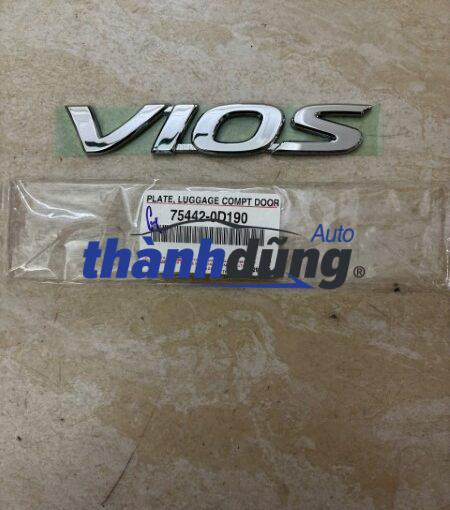 VIOS
PLATE, LUGGAGE COMPT DOOR
75442-0D190
Auto
thànhdũng®